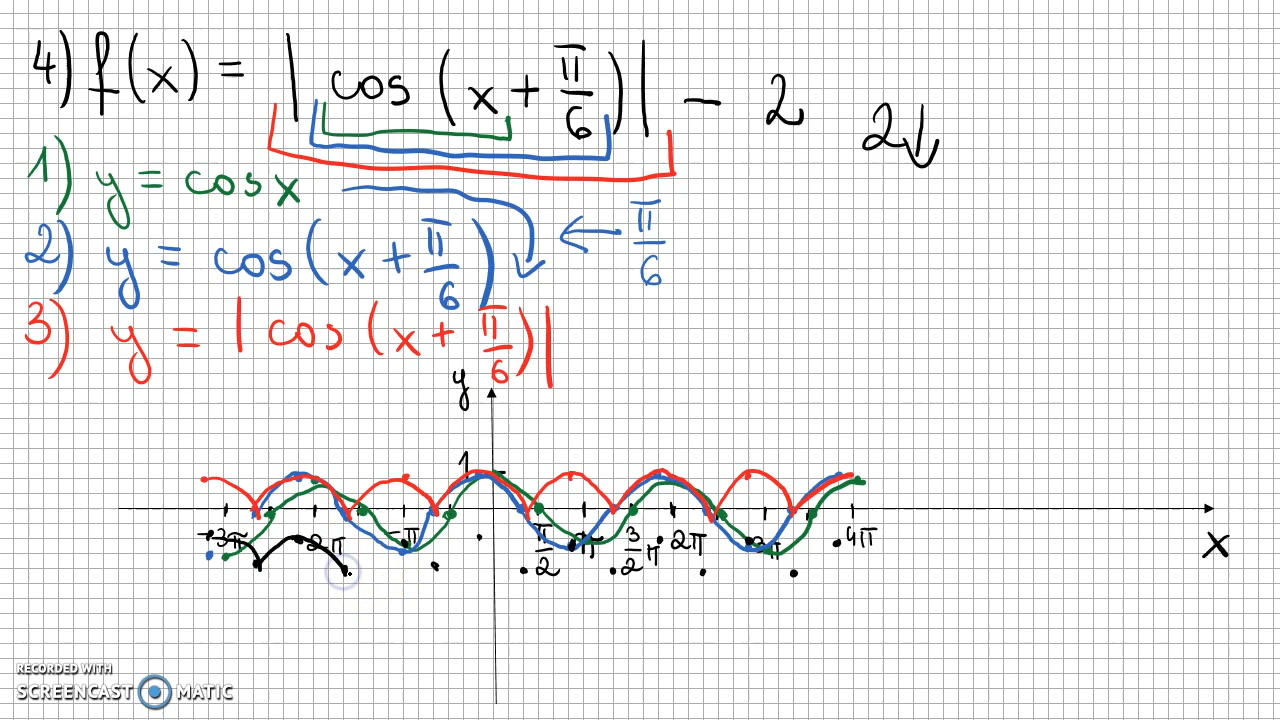 4) f(x) = | cos (x + π/6) | - 2 2↓
1) y = cos x
2) y = cos (x + π/6) ← π/6
3) y = | cos (x + π/6) |
y
1
-3π -2π -π π/2 π 3/2 π 2π 3π 4π
x
RECORDED WITH
SCREENCAST MATIC